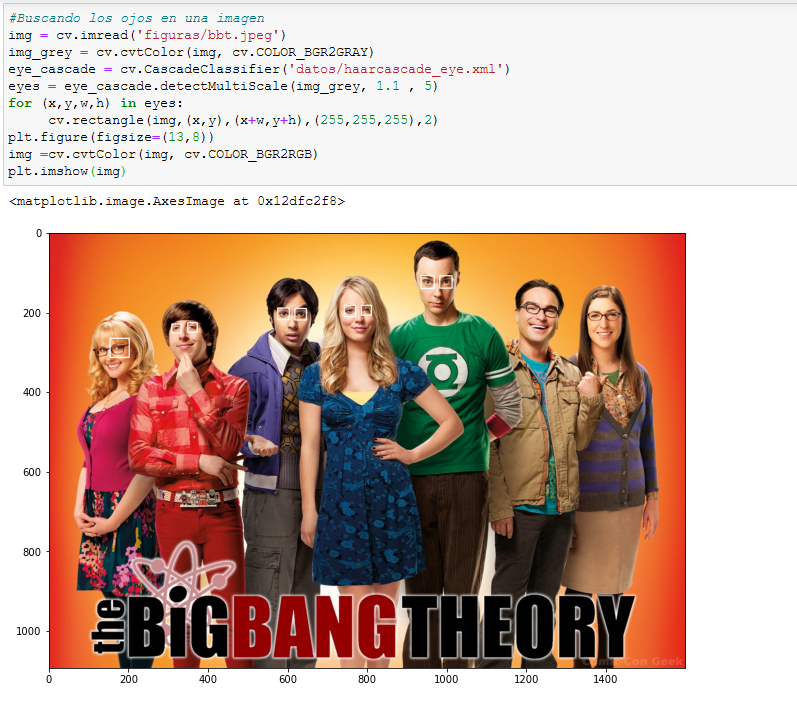 #Buscando los ojos en una imagen
img = cv.imread('figuras/bbt.jpeg')
img_grey = cv.cvtColor(img, cv.COLOR_BGR2GRAY)
eye_cascade = cv.CascadeClassifier('datos/haarcascade_eye.xml')
eyes = eye_cascade.detectMultiScale(img_grey, 1.1 , 5)
for (x,y,w,h) in eyes:
     cv.rectangle(img,(x,y),(x+w,y+h),(255,255,255),2)
plt.figure(figsize=(13,8))
img =cv.cvtColor(img, cv.COLOR_BGR2RGB)
plt.imshow(img)
<matplotlib.image.AxesImage at 0x12dfc2f8>
0
200
400
600
800
1000
the BiG BANG THEORY
Comic-Con Geek
0 200 400 600 800 1000 1200 1400